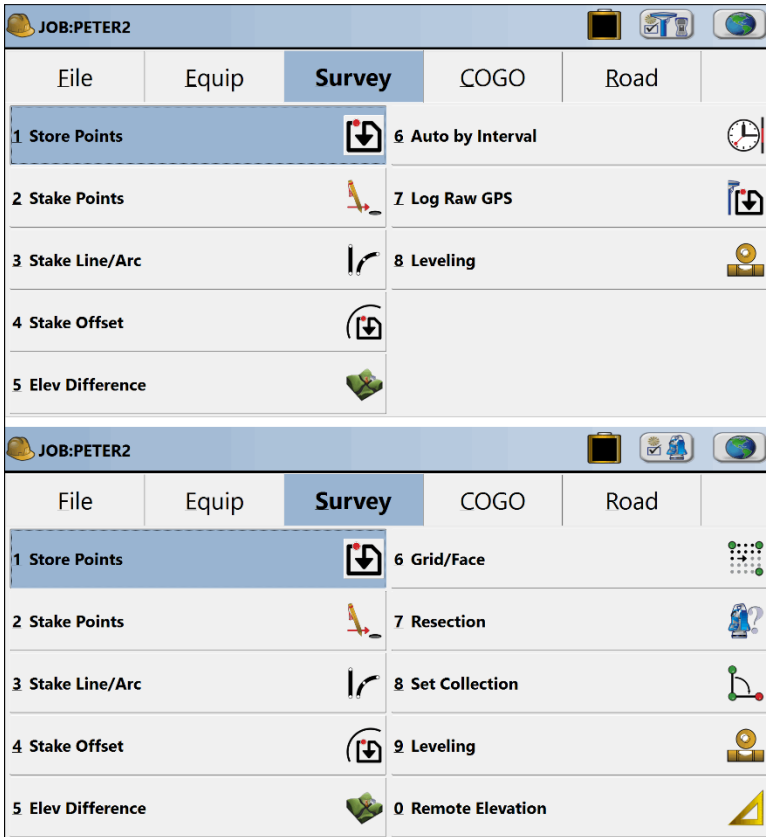 JOB:PETER2
File Equip Survey COGO Road
1 Store Points 6 Auto by Interval
2 Stake Points 7 Log Raw GPS
3 Stake Line/Arc 8 Leveling
4 Stake Offset
5 Elev Difference
JOB:PETER2
File Equip Survey COGO Road
1 Store Points 6 Grid/Face
2 Stake Points 7 Resection
3 Stake Line/Arc 8 Set Collection
4 Stake Offset 9 Leveling
5 Elev Difference 0 Remote Elevation